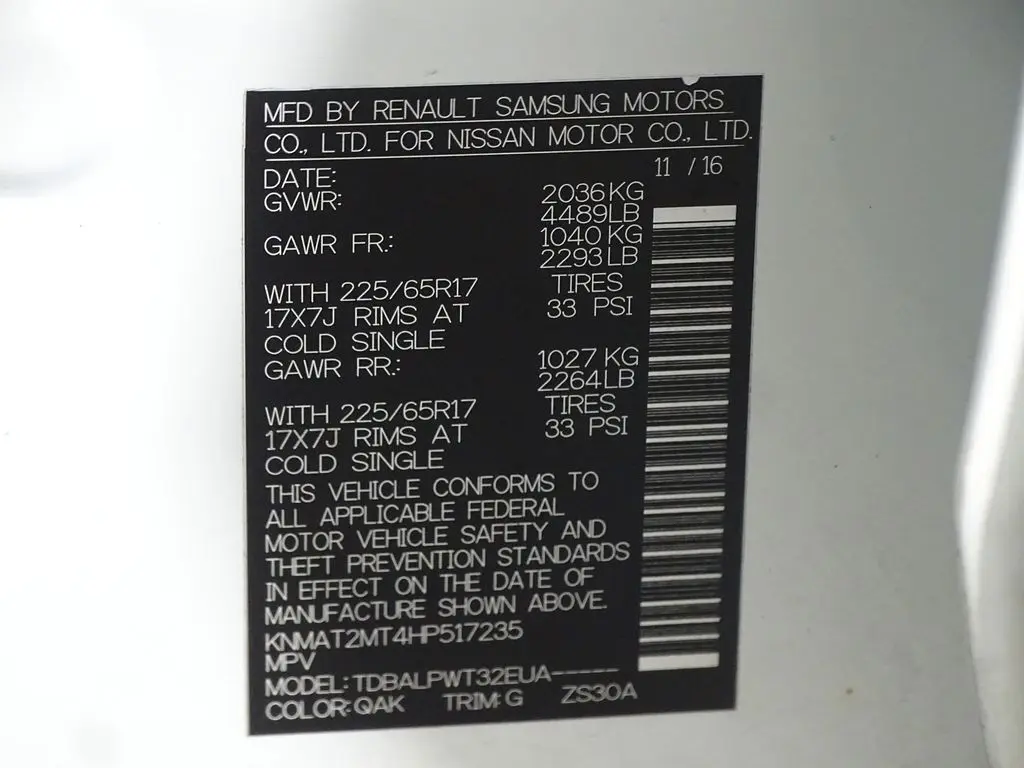 MFD BY RENAULT SAMSUNG MOTORS
CO., LTD. FOR NISSAN MOTOR CO., LTD.
DATE: 11 / 16
GVWR: 2036 KG
4489 LB
GAWR FR.: 1040 KG
2293 LB
WITH 225/65R17 TIRES
17X7J RIMS AT 33 PSI
COLD SINGLE
GAWR RR.: 1027 KG
2264 LB
WITH 225/65R17 TIRES
17X7J RIMS AT 33 PSI
COLD SINGLE
THIS VEHICLE CONFORMS TO
ALL APPLICABLE FEDERAL
MOTOR VEHICLE SAFETY AND
THEFT PREVENTION STANDARDS
IN EFFECT ON THE DATE OF
MANUFACTURE SHOWN ABOVE.
KNMAT2MT4HP517235
MPV
MODEL: TDBALPWT32EUA-----
COLOR: QAK TRIM: G ZS30A